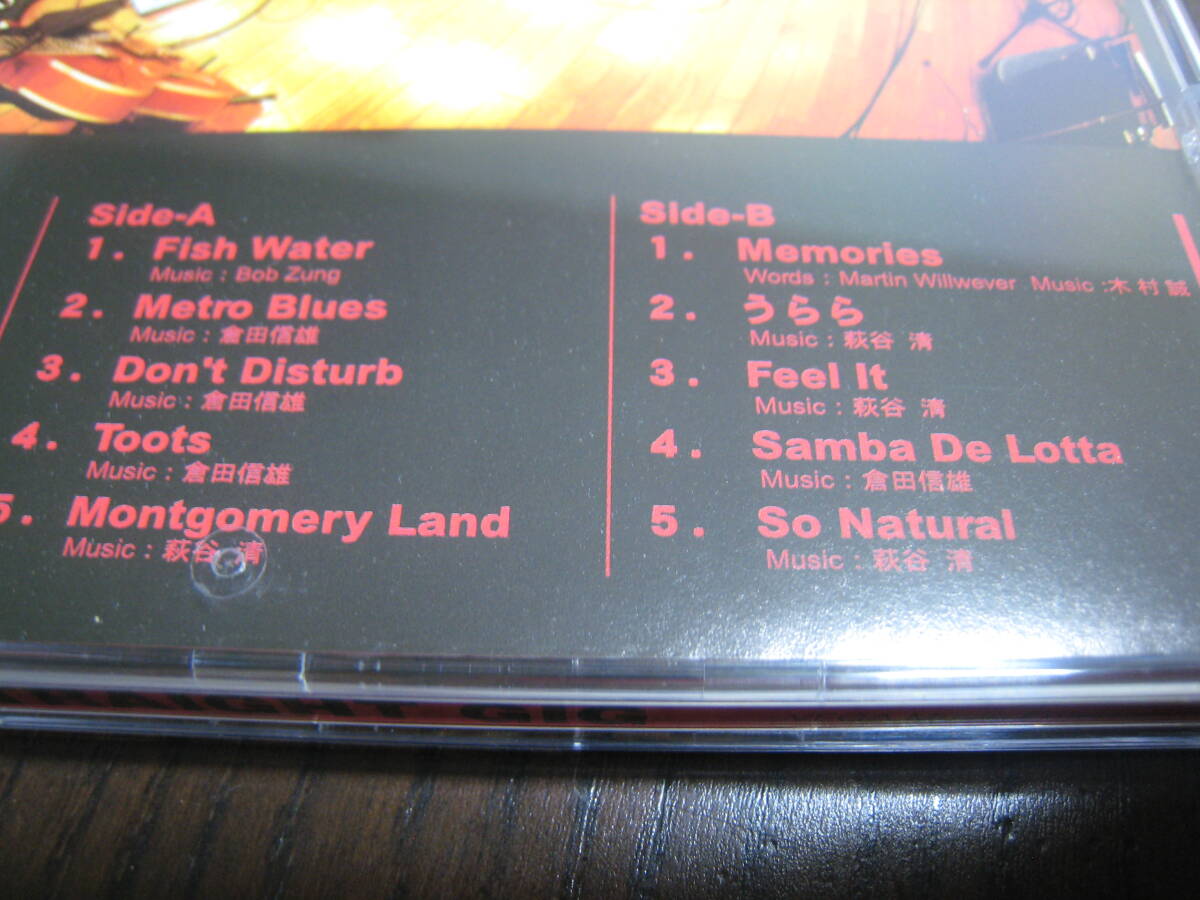 Side-A
1. Fish Water
Music : Bob Zung
2. Metro Blues
Music : 倉田信雄
3. Don't Disturb
Music : 倉田信雄
4. Toots
Music : 倉田信雄
5. Montgomery Land
Music : 萩谷 清
Side-B
1. Memories
Words : Martin Willwever Music :木村誠
2. うらら
Music : 萩谷 清
3. Feel It
Music : 萩谷 清
4. Samba De Lotta
Music : 倉田信雄
5. So Natural
Music : 萩谷 清
GIG